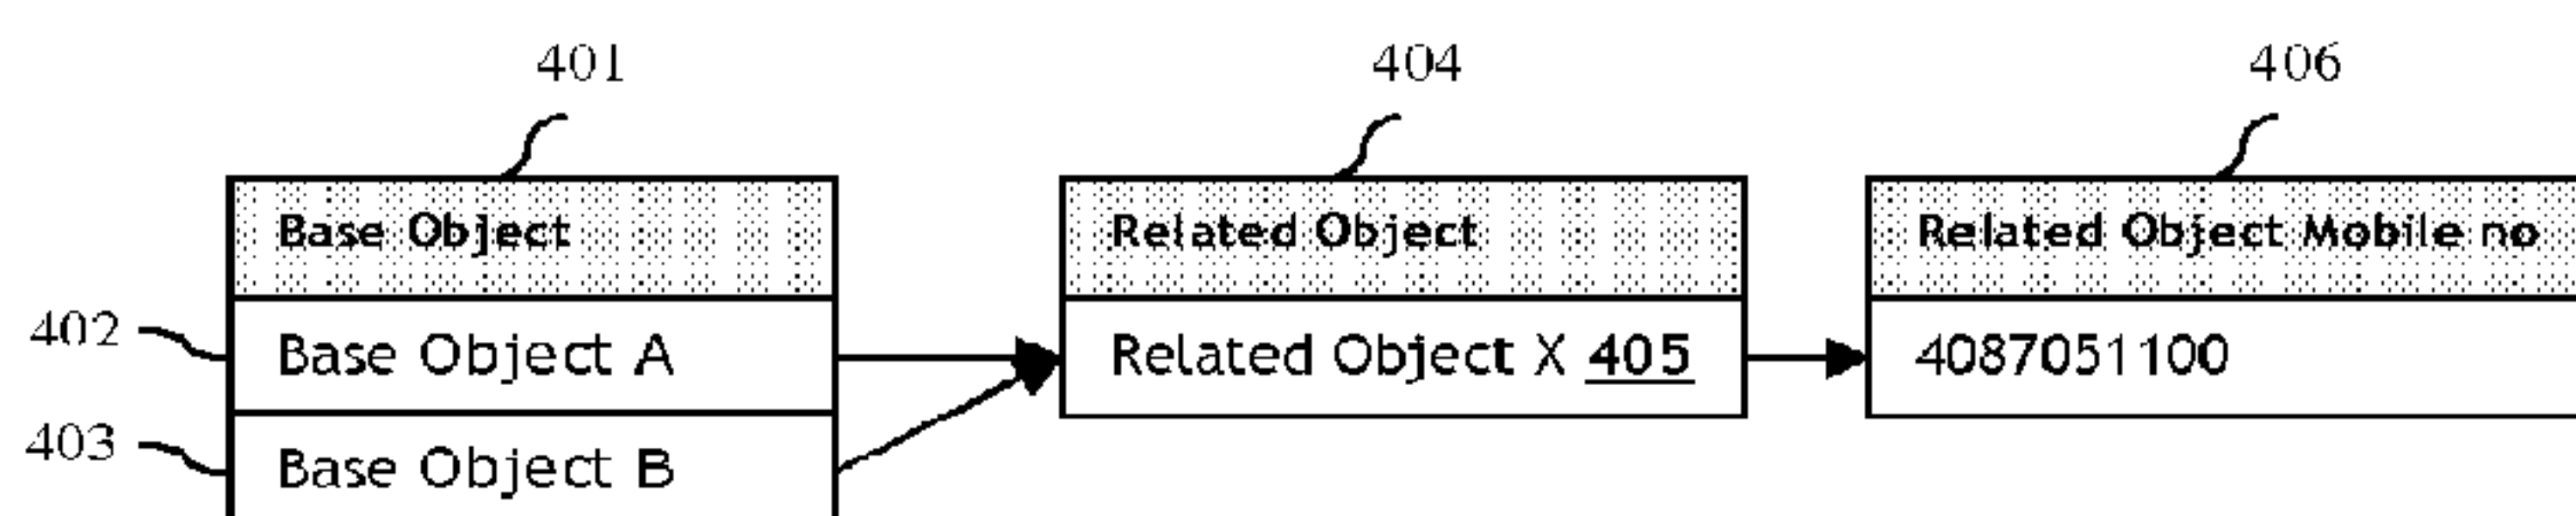 401 404 406
Base Object Related Object Related Object Mobile no
402 Base Object A Related Object X 405 4087051100
403 Base Object B